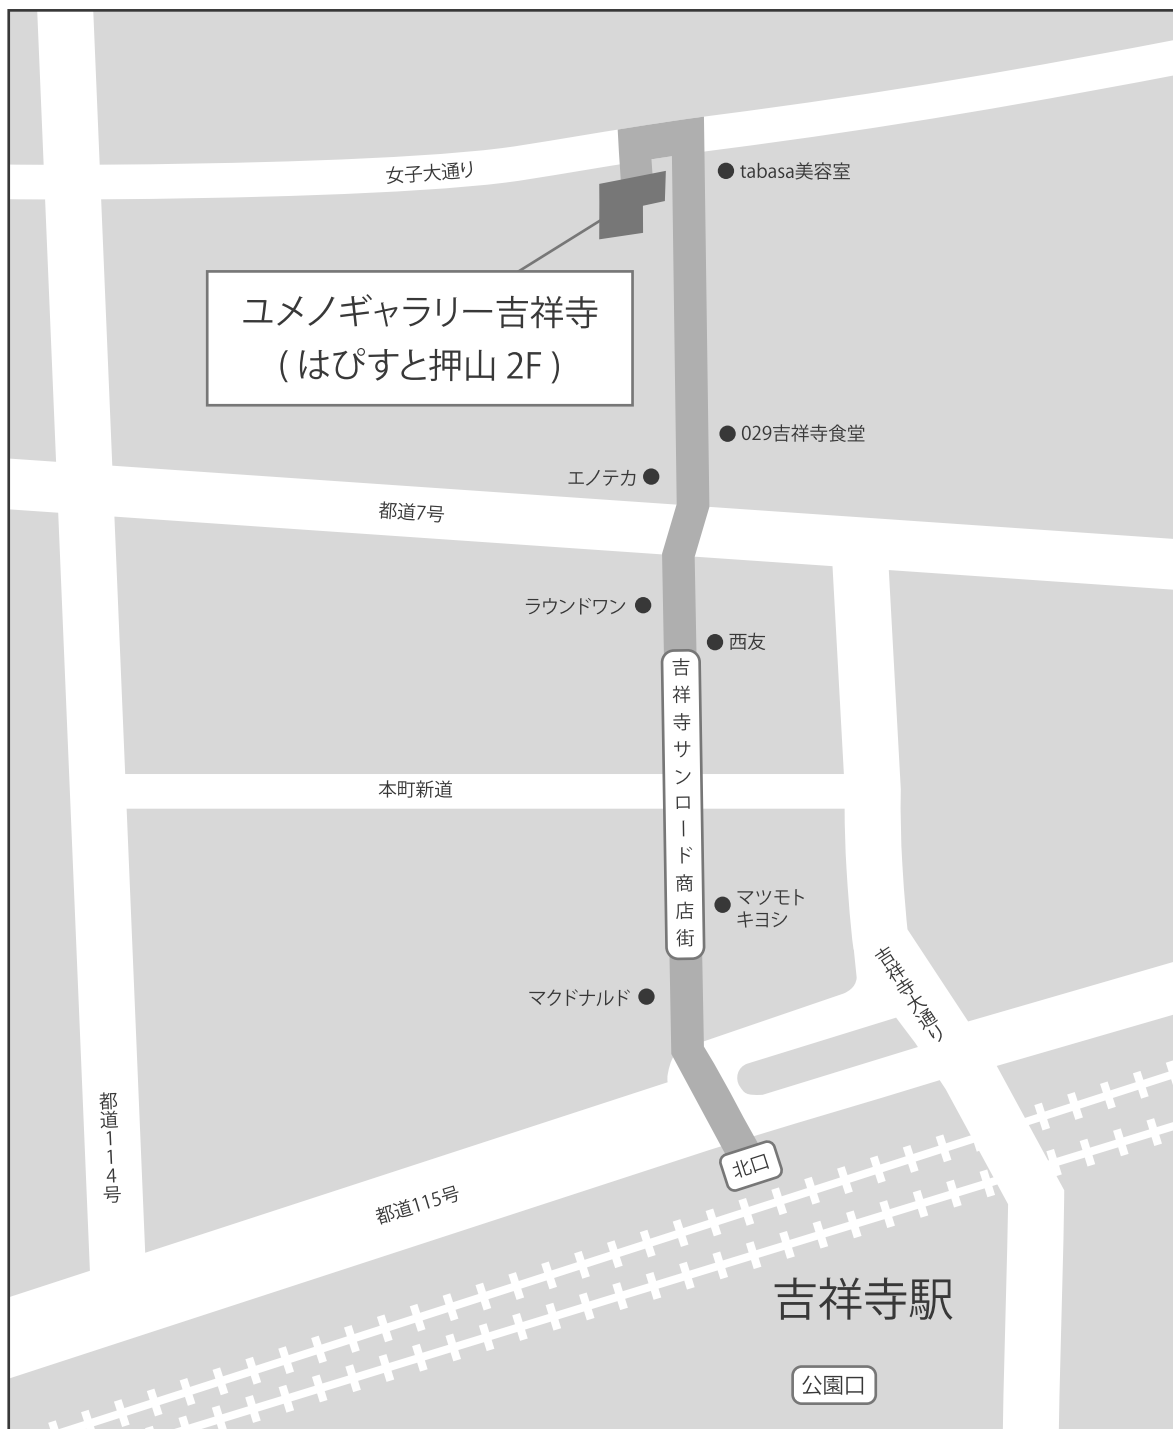 女子大通り
tabasa美容室
ユメノギャラリー吉祥寺
( はぴすと押山 2F )
029吉祥寺食堂
エノテカ
都道7号
ラウンドワン
西友
吉祥寺サンロード商店街
本町新道
マツモト
キヨシ
吉祥寺大通り
マクドナルド
都道114号
北口
都道115号
吉祥寺駅
公園口